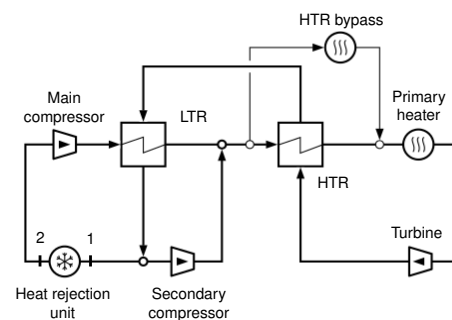 HTR bypass
Main
compressor
LTR
Primary
heater
HTR
2
1
Turbine
Heat rejection
unit
Secondary
compressor